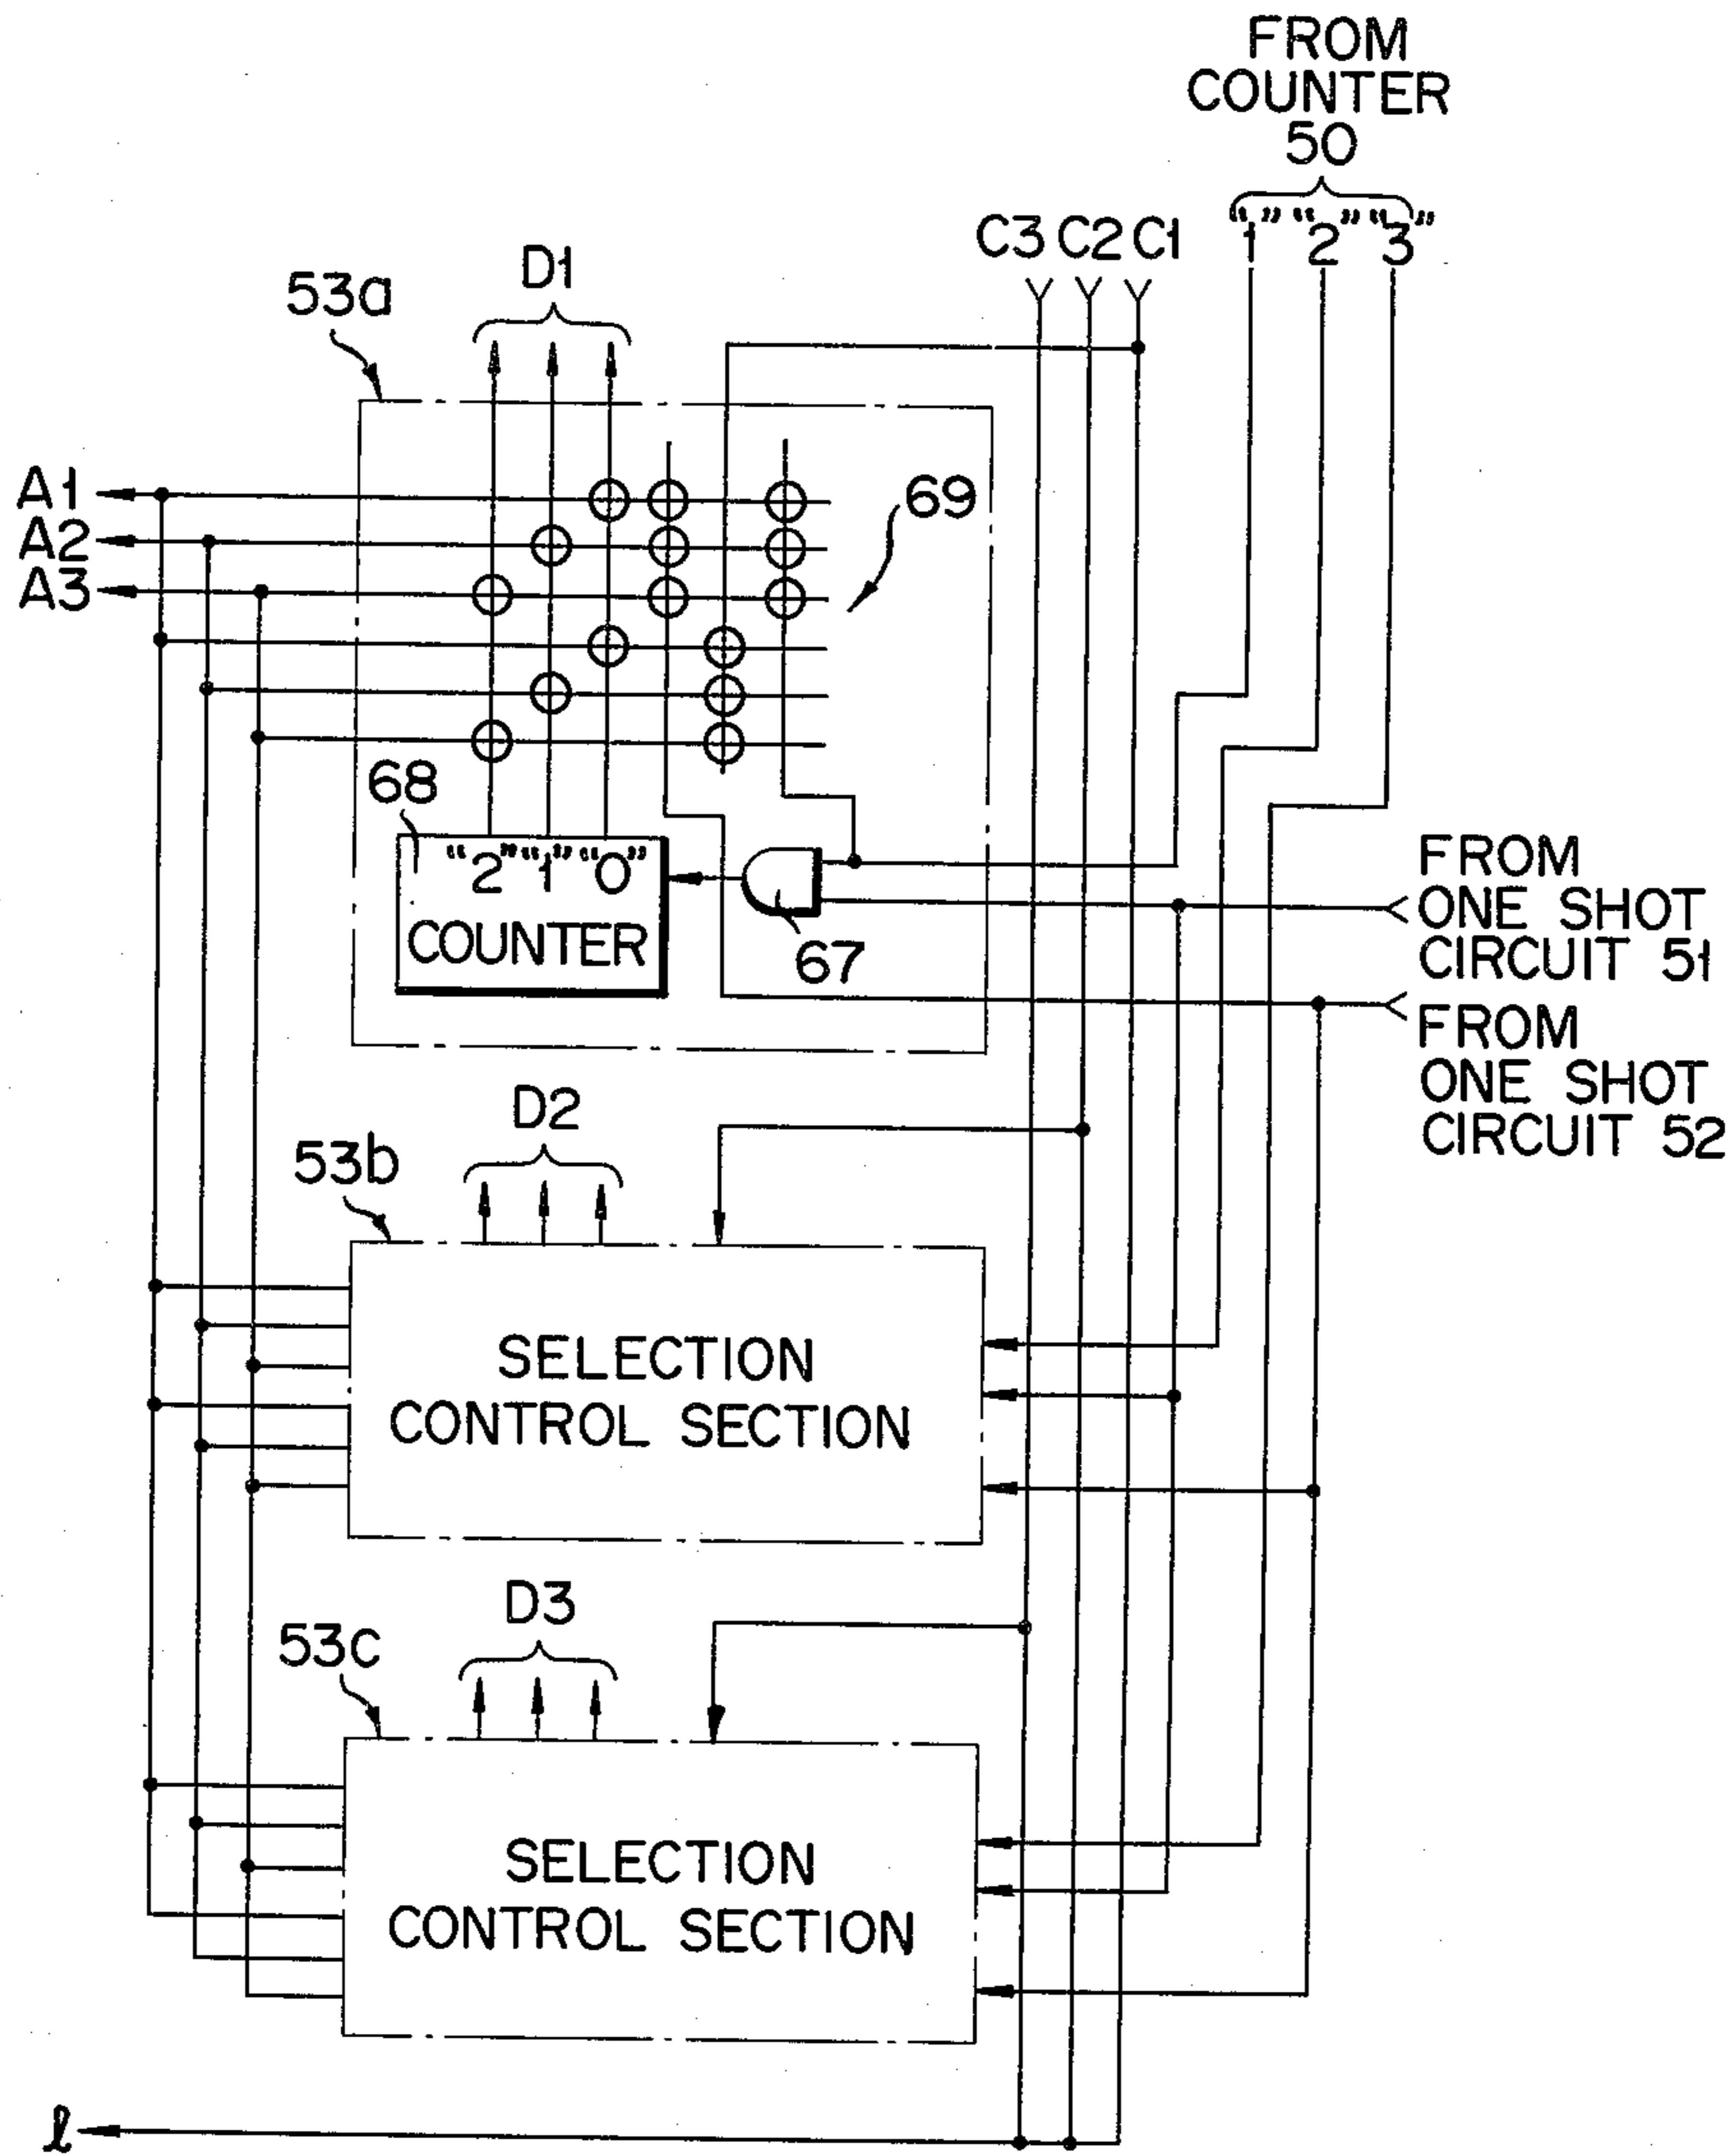 FROM
COUNTER
50
"1" "2" "3"
C3 C2 C1
D1
53a
A1
A2
A3
69
68
"2" "1" "0"
COUNTER
67
FROM
ONE SHOT
CIRCUIT 51
FROM
ONE SHOT
CIRCUIT 52
D2
53b
SELECTION
CONTROL SECTION
D3
53c
SELECTION
CONTROL SECTION
l